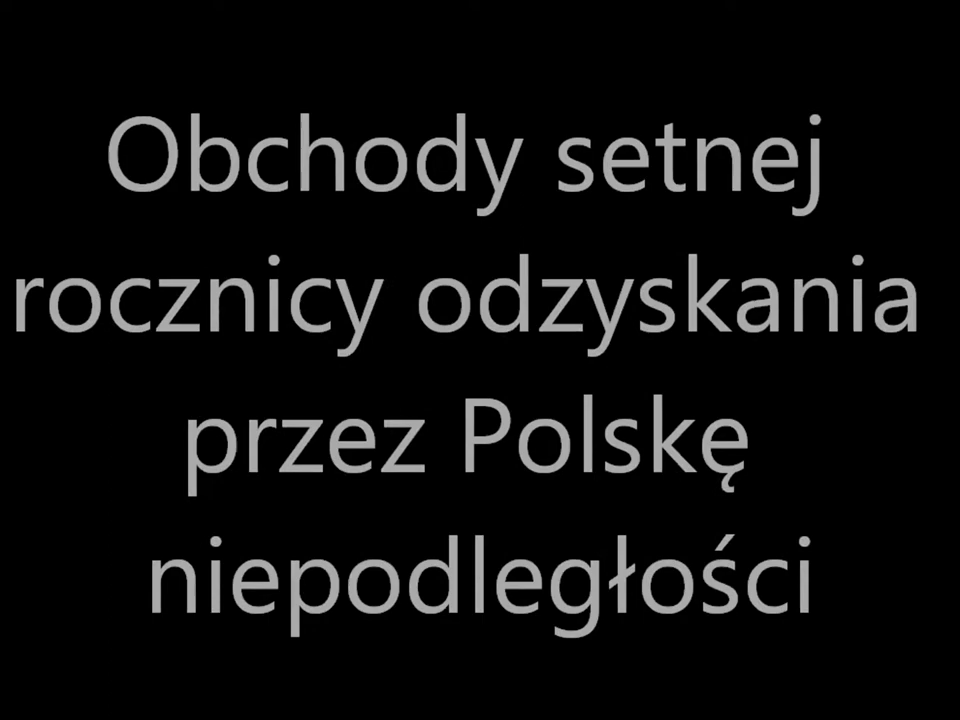 Obchody setnej
rocznicy odzyskania
przez Polskę
niepodległości